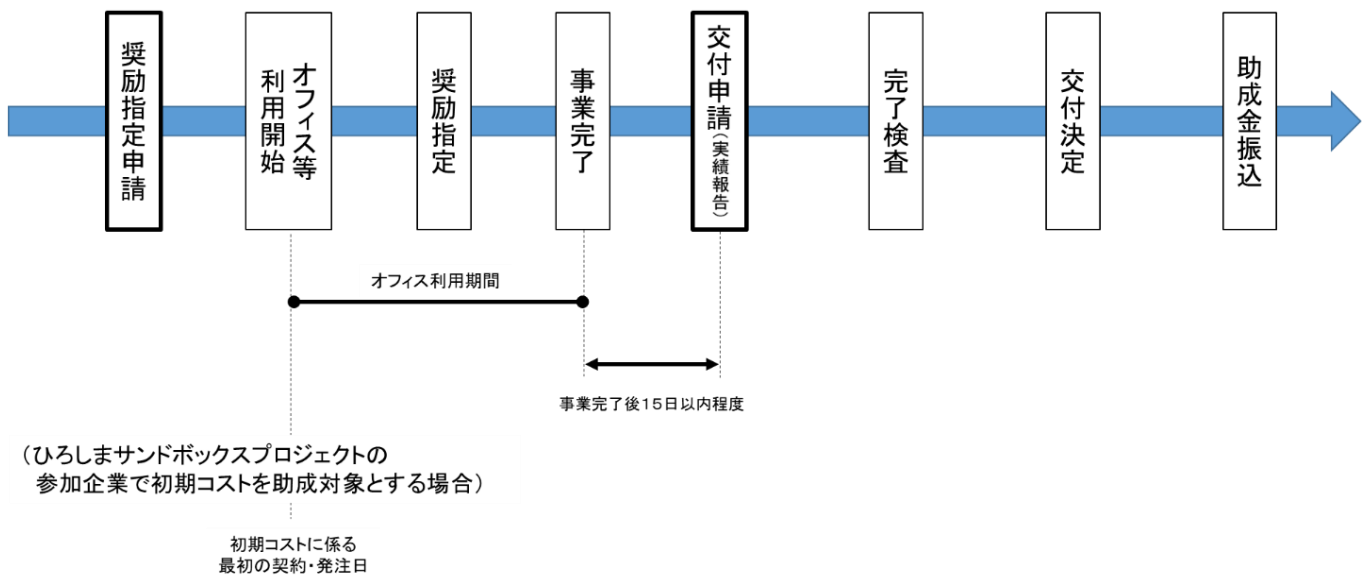 奨励指定申請
オフィス等
利用開始
奨励指定
事業完了
交付申請(実績報告)
完了検査
交付決定
助成金振込
オフィス利用期間
事業完了後15日以内程度
(ひろしまサンドボックスプロジェクトの
参加企業で初期コストを助成対象とする場合)
初期コストに係る
最初の契約・発注日